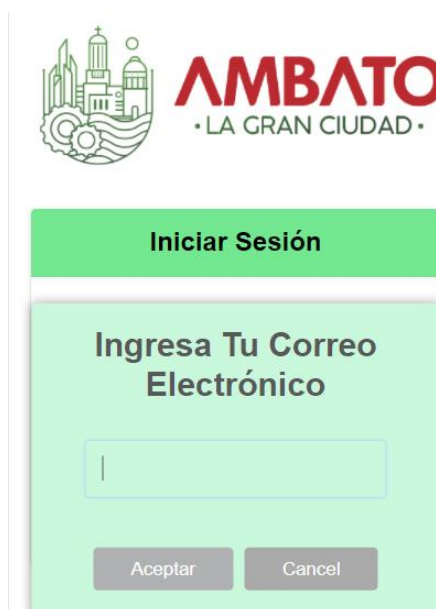 AMBATO
• LA GRAN CIUDAD •
Iniciar Sesión
Ingresa Tu Correo
Electrónico
Aceptar
Cancel